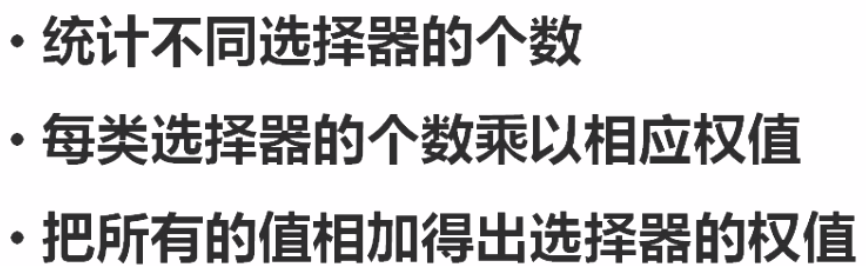 • 统计不同选择器的个数
• 每类选择器的个数乘以相应权值
• 把所有的值相加得出选择器的权值